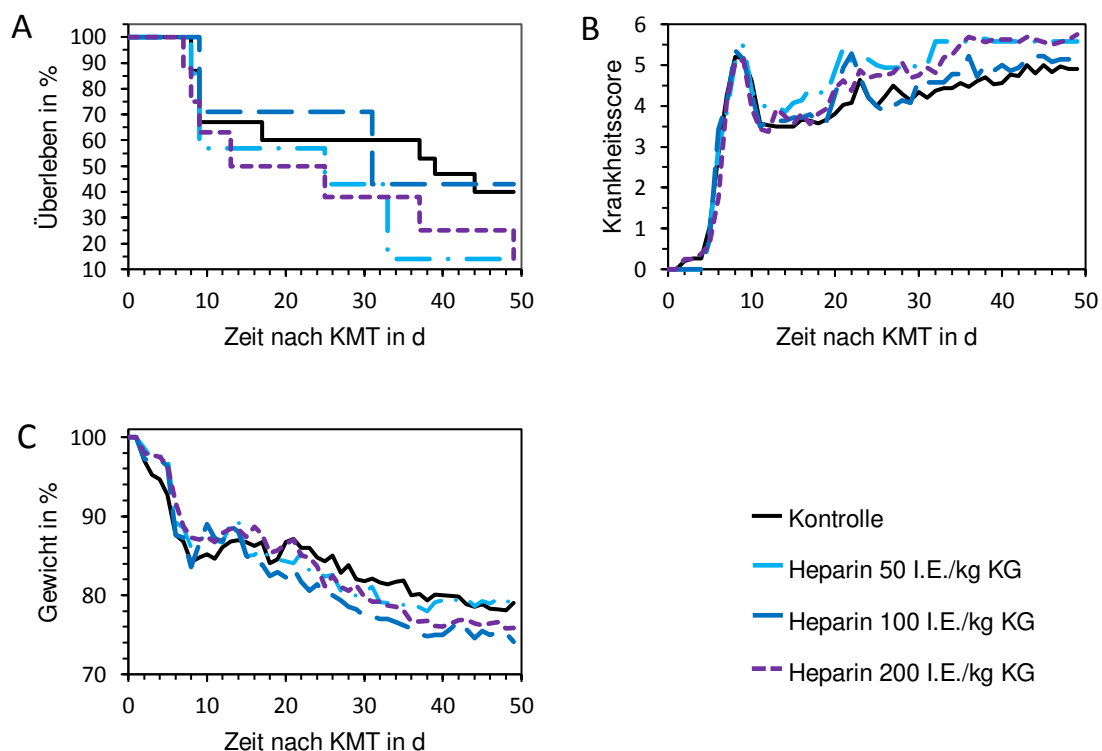 A
Überleben in %
100
90
80
70
60
50
40
30
20
10
0 10 20 30 40 50
Zeit nach KMT in d
B
Krankheitsscore
6
5
4
3
2
1
0
0 10 20 30 40 50
Zeit nach KMT in d
C
Gewicht in %
100
90
80
70
0 10 20 30 40 50
Zeit nach KMT in d
Kontrolle
Heparin 50 I.E./kg KG
Heparin 100 I.E./kg KG
Heparin 200 I.E./kg KG